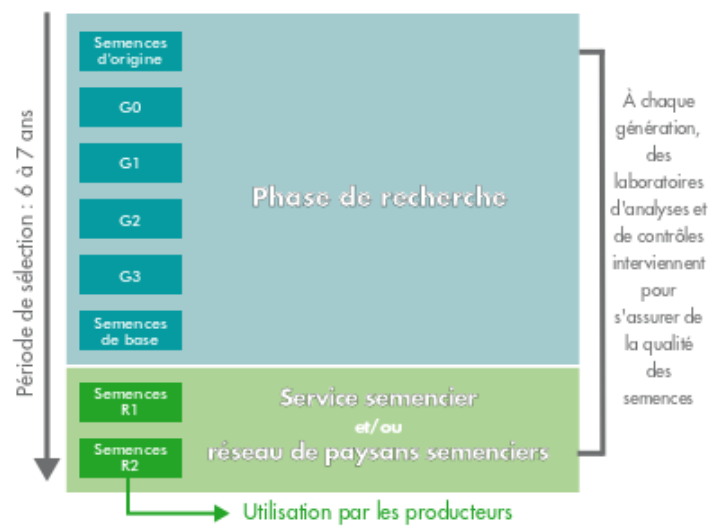 Période de sélection : 6 à 7 ans
Semences
d'origine
G0
G1
G2
G3
Semences
de base
Phase de recherche
Semences
R1
Semences
R2
Service semencier
et/ou
réseau de paysans semenciers
Utilisation par les producteurs
À chaque
génération,
des
laboratoires
d'analyses et
de contrôles
interviennent
pour
s'assurer de
la qualité
des
semences